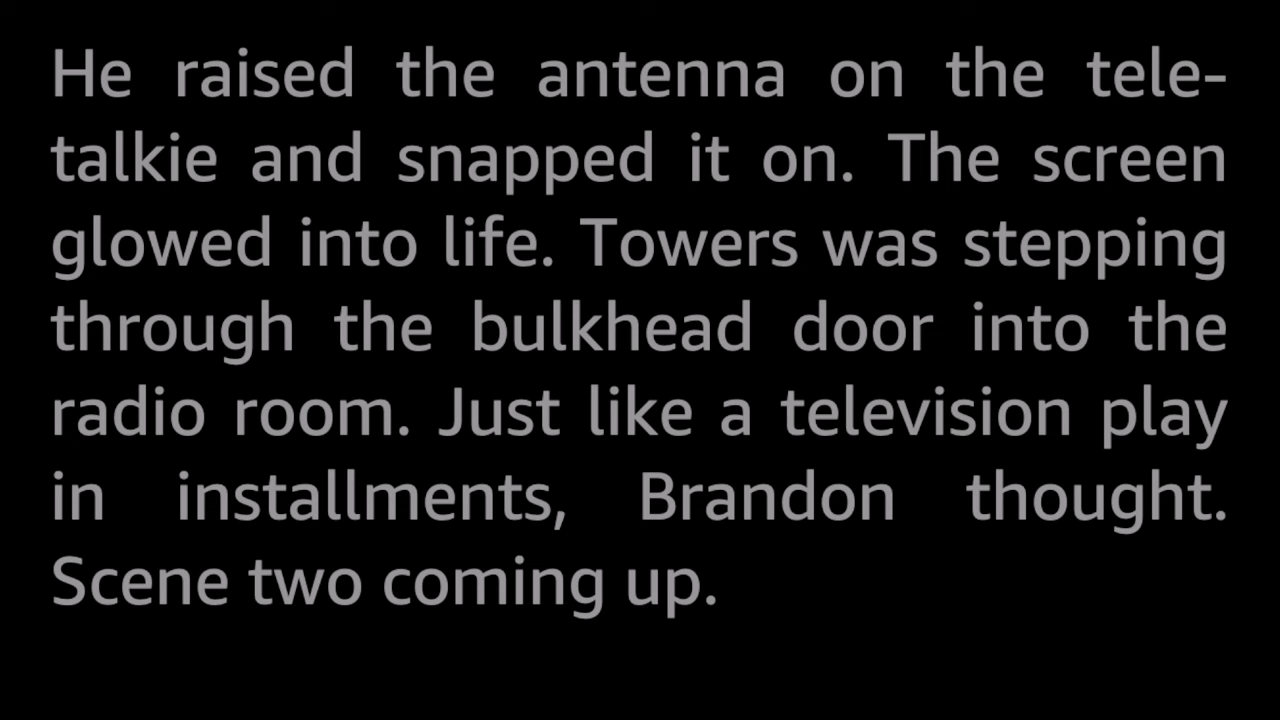 He raised the antenna on the tele-
talkie and snapped it on. The screen
glowed into life. Towers was stepping
through the bulkhead door into the
radio room. Just like a television play
in installments, Brandon thought.
Scene two coming up.